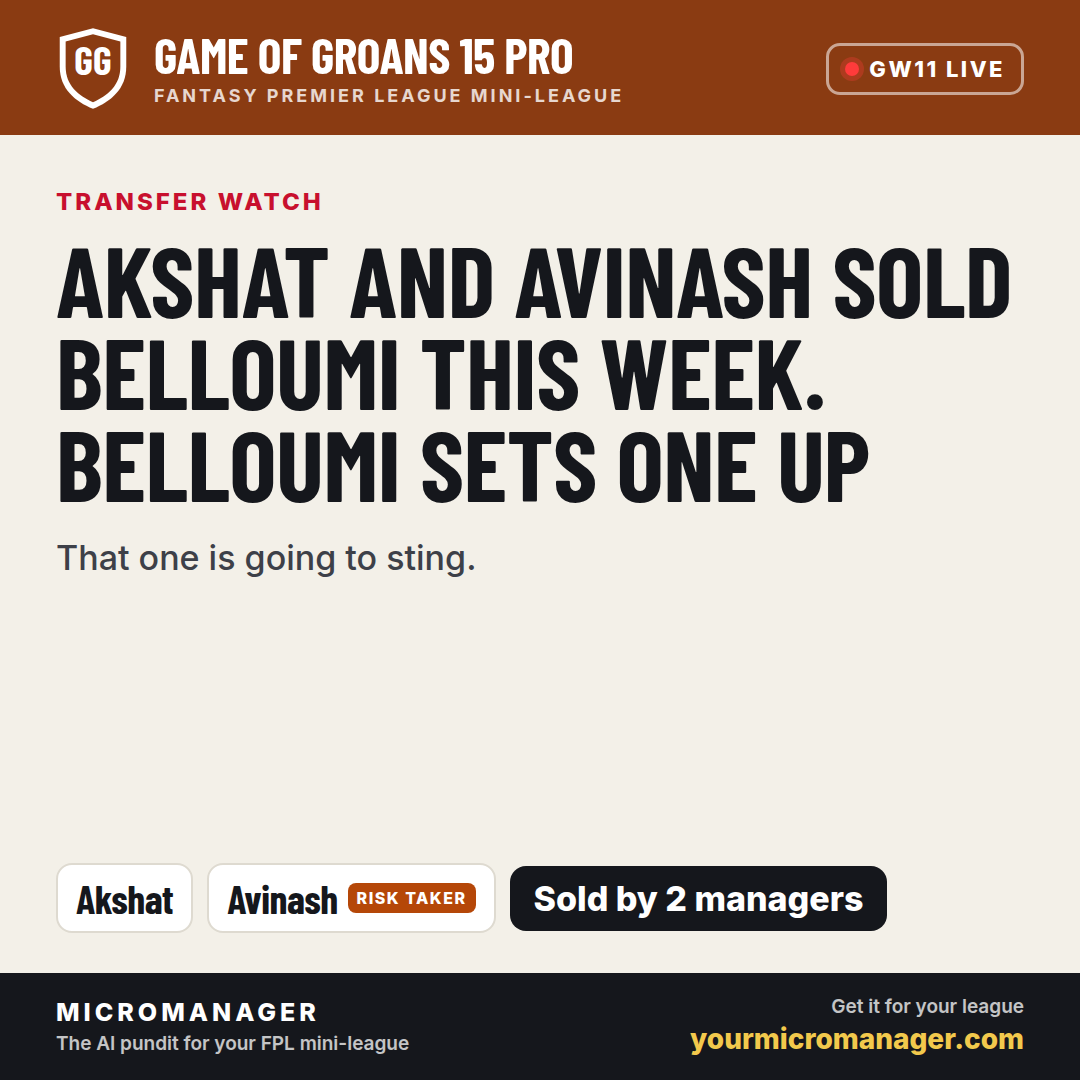 GG
GAME OF GROANS 15 PRO
FANTASY PREMIER LEAGUE MINI-LEAGUE
GW11 LIVE
TRANSFER WATCH
AKSHAT AND AVINASH SOLD
BELLOUMI THIS WEEK.
BELLOUMI SETS ONE UP
That one is going to sting.
Akshat
Avinash RISK TAKER
Sold by 2 managers
MICROMANAGER
The AI pundit for your FPL mini-league
Get it for your league
yourmicromanager.com